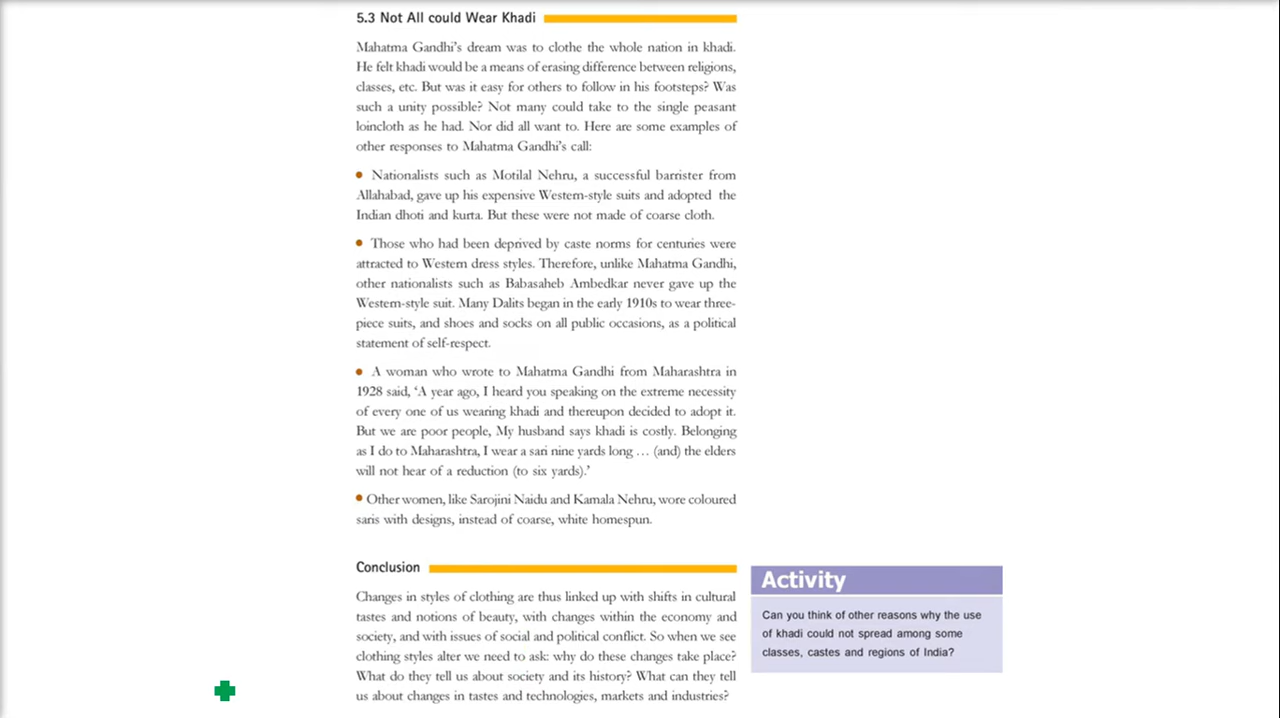 5.3 Not All could Wear Khadi
Mahatma Gandhi's dream was to clothe the whole nation in khadi.
He felt khadi would be a means of erasing difference between religions,
classes, etc. But was it easy for others to follow in his footsteps? Was
such a unity possible? Not many could take to the single peasant
loincloth as he had. Nor did all want to. Here are some examples of
other responses to Mahatma Gandhi's call:
• Nationalists such as Motilal Nehru, a successful barrister from
Allahabad, gave up his expensive Western-style suits and adopted the
Indian dhoti and kurta. But these were not made of coarse cloth.
• Those who had been deprived by caste norms for centuries were
attracted to Western dress styles. Therefore, unlike Mahatma Gandhi,
other nationalists such as Babasaheb Ambedkar never gave up the
Western-style suit. Many Dalits began in the early 1910s to wear three-
piece suits, and shoes and socks on all public occasions, as a political
statement of self-respect.
• A woman who wrote to Mahatma Gandhi from Maharashtra in
1928 said, 'A year ago, I heard you speaking on the extreme necessity
of every one of us wearing khadi and thereupon decided to adopt it.
But we are poor people, My husband says khadi is costly. Belonging
as I do to Maharashtra, I wear a sari nine yards long … (and) the elders
will not hear of a reduction (to six yards).'
• Other women, like Sarojini Naidu and Kamala Nehru, wore coloured
saris with designs, instead of coarse, white homespun.
Conclusion
Changes in styles of clothing are thus linked up with shifts in cultural
tastes and notions of beauty, with changes within the economy and
society, and with issues of social and political conflict. So when we see
clothing styles alter we need to ask: why do these changes take place?
What do they tell us about society and its history? What can they tell
us about changes in tastes and technologies, markets and industries?
Activity
Can you think of other reasons why the use
of khadi could not spread among some
classes, castes and regions of India?